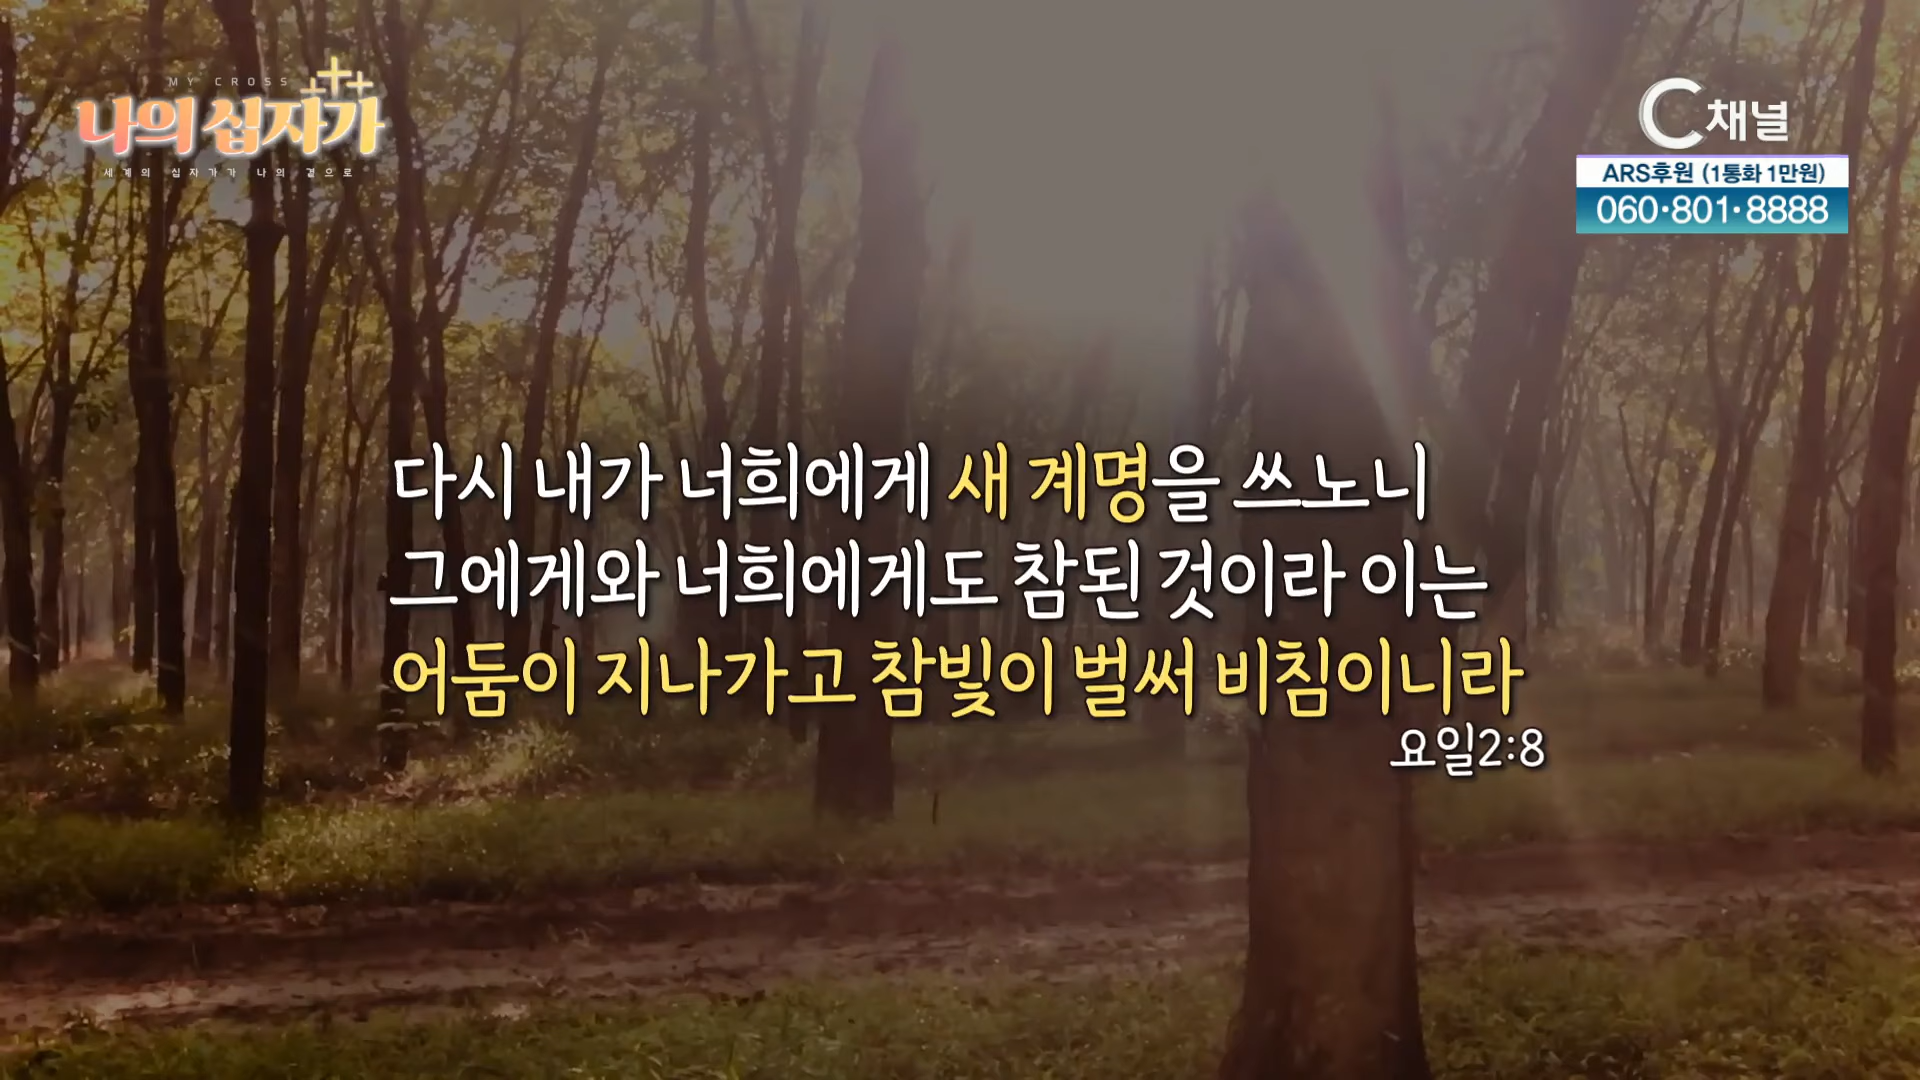 MY CROSS
나의 십자가
세계의 십자가가 나의 곁으로
C채널
ARS후원 (1통화 1만원)
060·801·8888
다시 내가 너희에게 새 계명을 쓰노니
그에게와 너희에게도 참된 것이라 이는
어둠이 지나가고 참빛이 벌써 비침이니라
요일2:8